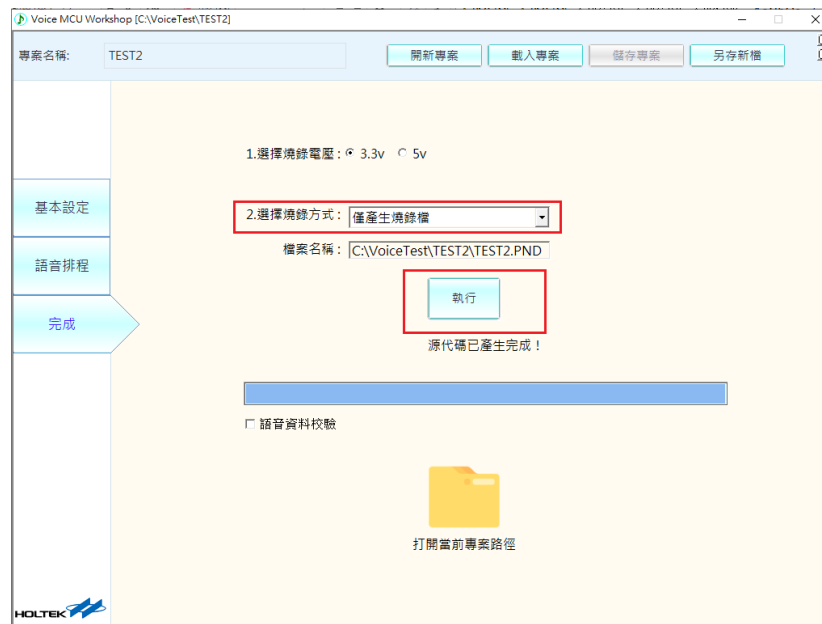 Voice MCU Workshop [C:\VoiceTest\TEST2]
專案名稱: TEST2 開新專案 載入專案 儲存專案 另存新檔
1.選擇燒錄電壓: 3.3v 5v
基本設定
2.選擇燒錄方式: 僅產生燒錄檔
檔案名稱: C:\VoiceTest\TEST2\TEST2.PND
語音排程
執行
完成
源代碼已產生完成!
語音資料校驗
打開當前專案路徑
HOLTEK